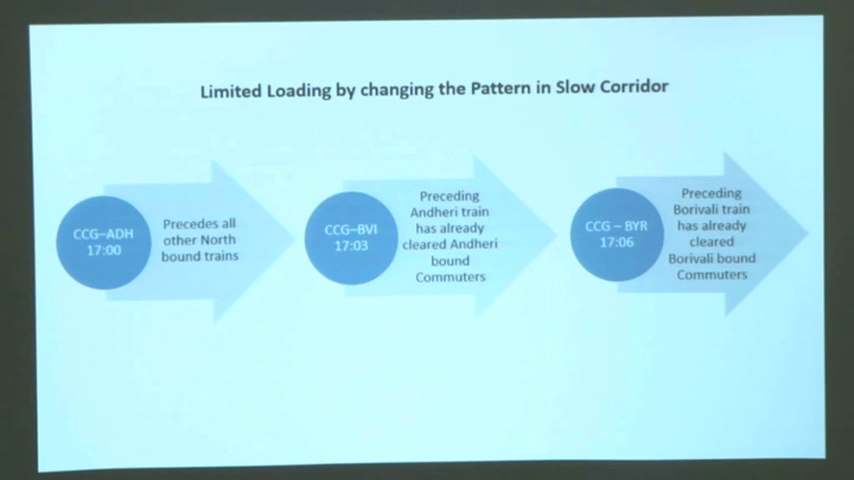 Limited Loading by changing the Pattern in Slow Corridor
CCG–ADH
17:00
Precedes all
other North
bound trains
CCG–BVI
17:03
Preceding
Andheri train
has already
cleared Andheri
bound
Commuters
CCG – BYR
17:06
Preceding
Borivali train
has already
cleared
Borivali bound
Commuters